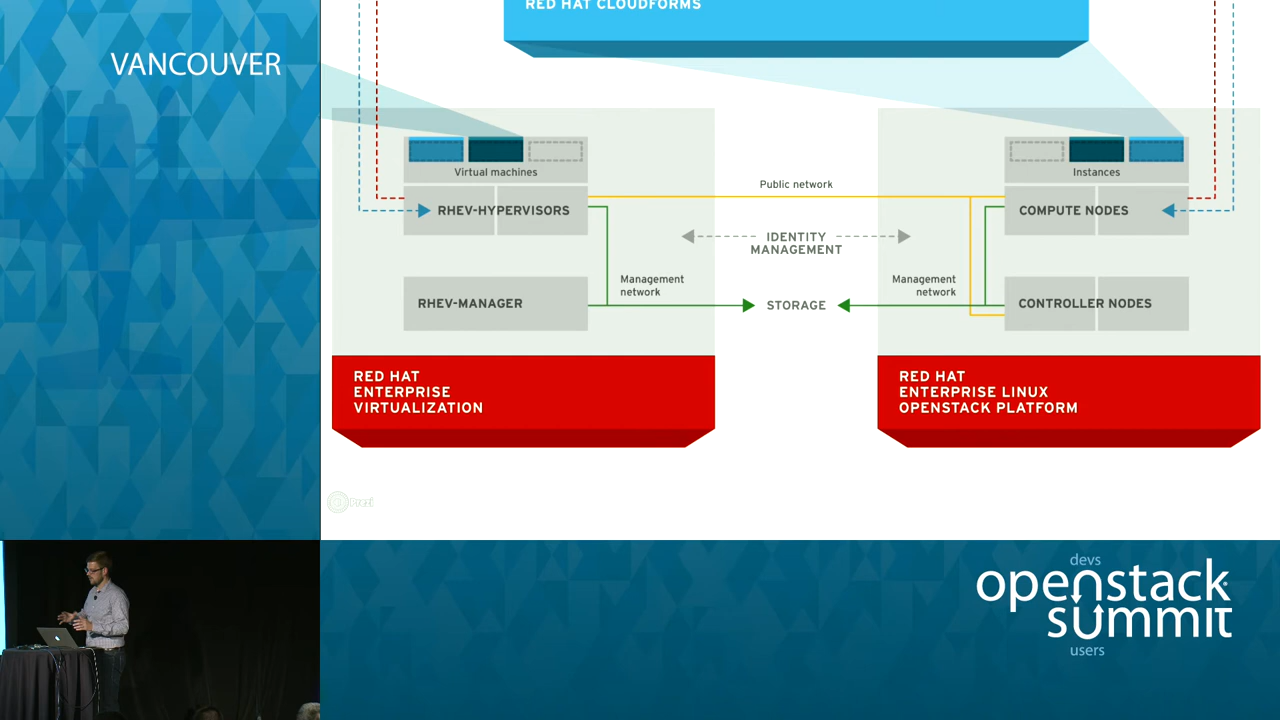 VANCOUVER
RED HAT CLOUDFORMS
Virtual machines
RHEV-HYPERVISORS
RHEV-MANAGER
Public network
IDENTITY
MANAGEMENT
Management
network
STORAGE
Management
network
Instances
COMPUTE NODES
CONTROLLER NODES
RED HAT
ENTERPRISE
VIRTUALIZATION
RED HAT
ENTERPRISE LINUX
OPENSTACK PLATFORM
Prezi
devs
openstack
summit
users